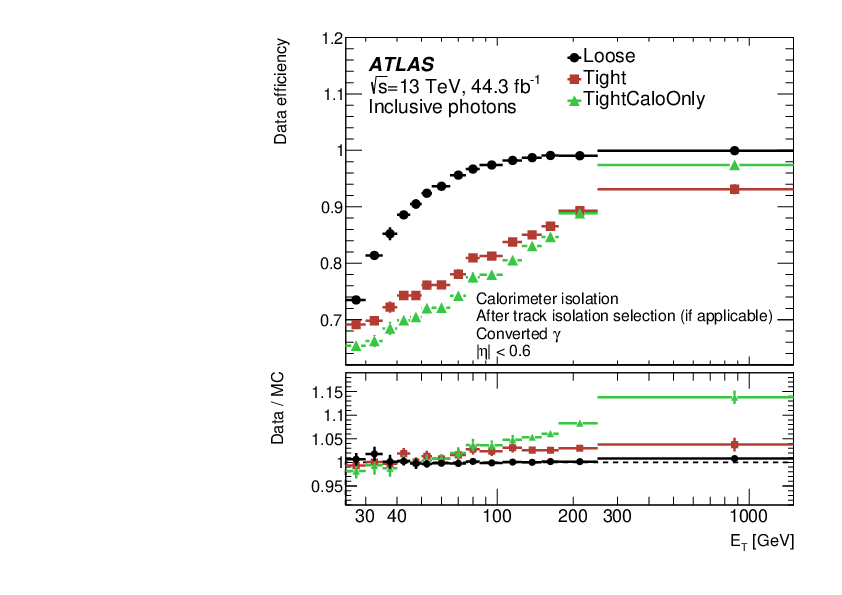 Data efficiency
1.2
1.1
1
0.9
0.8
0.7
ATLAS
√s=13 TeV, 44.3 fb⁻¹
Inclusive photons
Loose
Tight
TightCaloOnly
Calorimeter isolation
After track isolation selection (if applicable)
Converted γ
|η| < 0.6
Data / MC
1.15
1.1
1.05
1
0.95
30 40 100 200 300 1000
E_T [GeV]